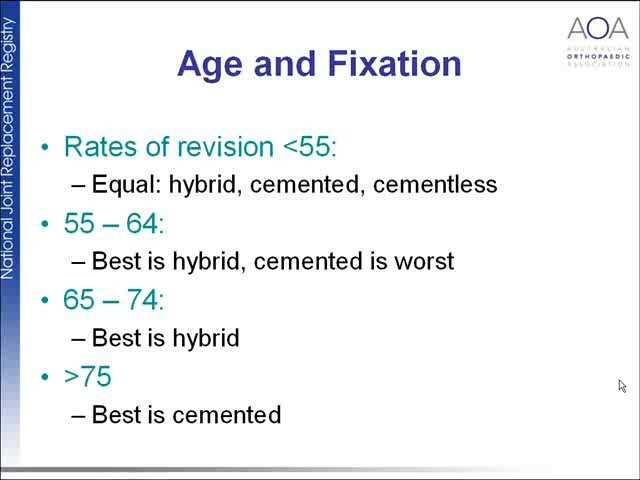 National Joint Replacement Registry
AOA
AUSTRALIAN
ORTHOPAEDIC
ASSOCIATION
Age and Fixation
• Rates of revision <55:
– Equal: hybrid, cemented, cementless
• 55 – 64:
– Best is hybrid, cemented is worst
• 65 – 74:
– Best is hybrid
• >75
– Best is cemented